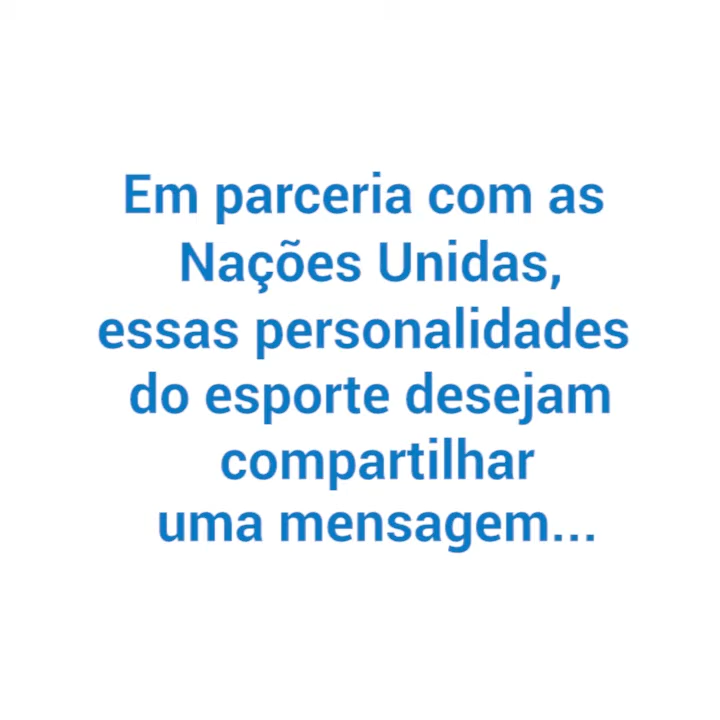 Em parceria com as
Nações Unidas,
essas personalidades
do esporte desejam
compartilhar
uma mensagem...